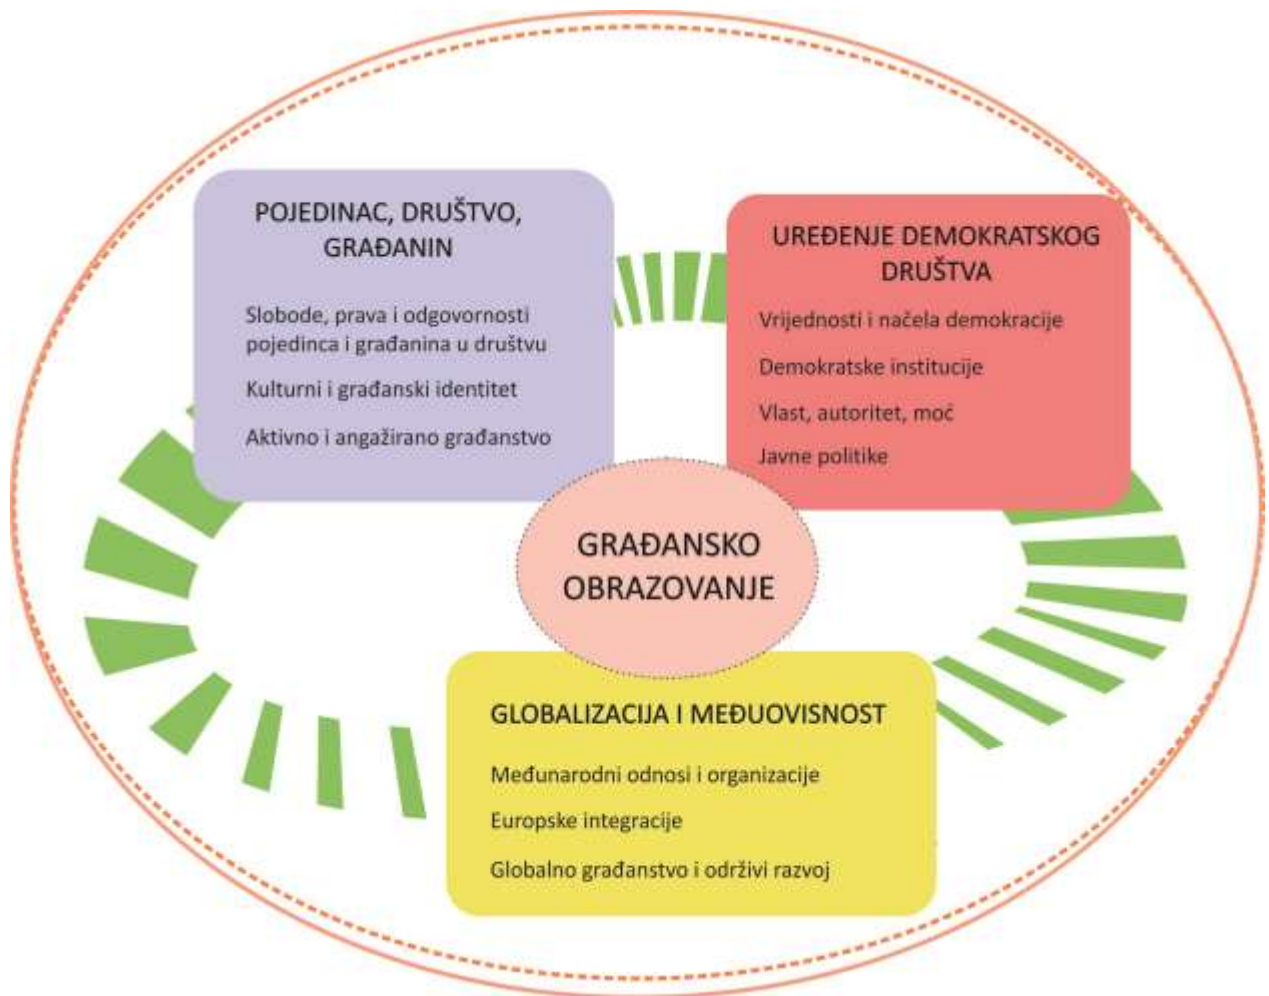 POJEDINAC, DRUŠTVO,
GRAĐANIN
Slobode, prava i odgovornosti
pojedinca i građanina u društvu
Kulturni i građanski identitet
Aktivno i angažirano građanstvo
UREĐENJE DEMOKRATSKOG
DRUŠTVA
Vrijednosti i načela demokracije
Demokratske institucije
Vlast, autoritet, moć
Javne politike
GRAĐANSKO
OBRAZOVANJE
GLOBALIZACIJA I MEĐUOVISNOST
Međunarodni odnosi i organizacije
Europske integracije
Globalno građanstvo i održivi razvoj